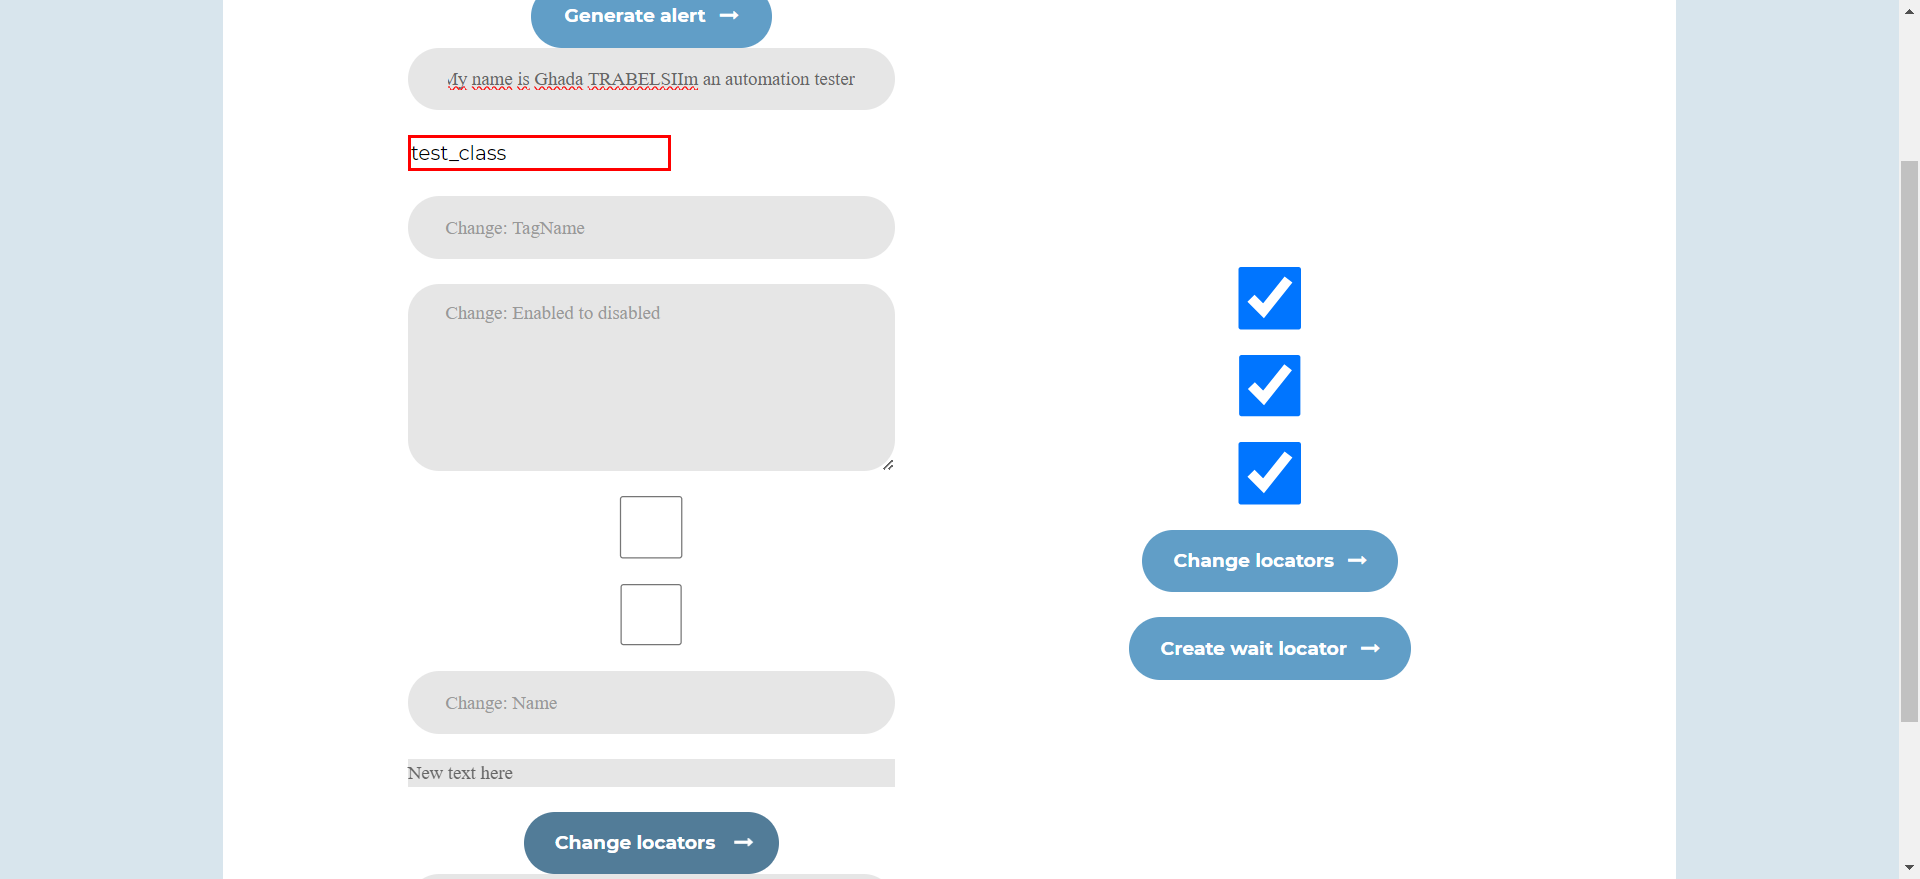 Generate alert
My name is Ghada TRABELSIIm an automation tester
test_class
Change: TagName
Change: Enabled to disabled
Change: Name
New text here
Change locators
Change locators
Create wait locator